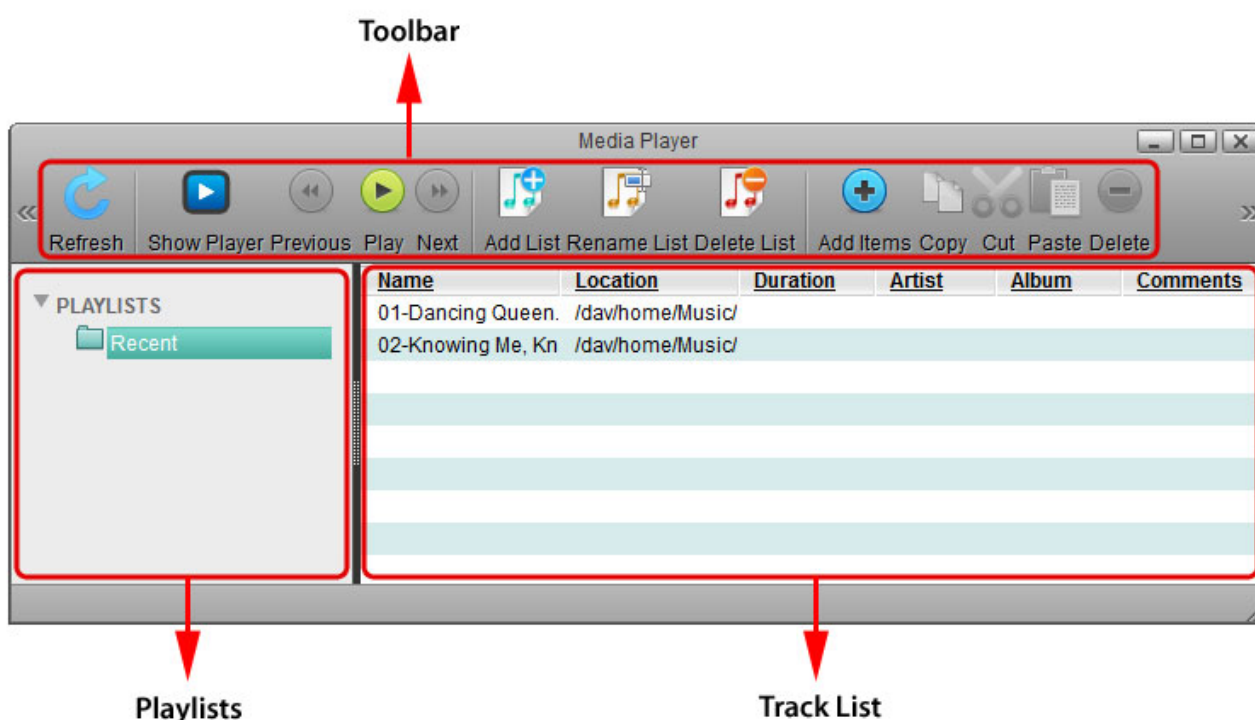 Toolbar
Media Player
Refresh Show Player Previous Play Next Add List Rename List Delete List Add Items Copy Cut Paste Delete
Name Location Duration Artist Album Comments
PLAYLISTS
01-Dancing Queen. /dav/home/Music/
Recent
02-Knowing Me, Kn /dav/home/Music/
Playlists
Track List